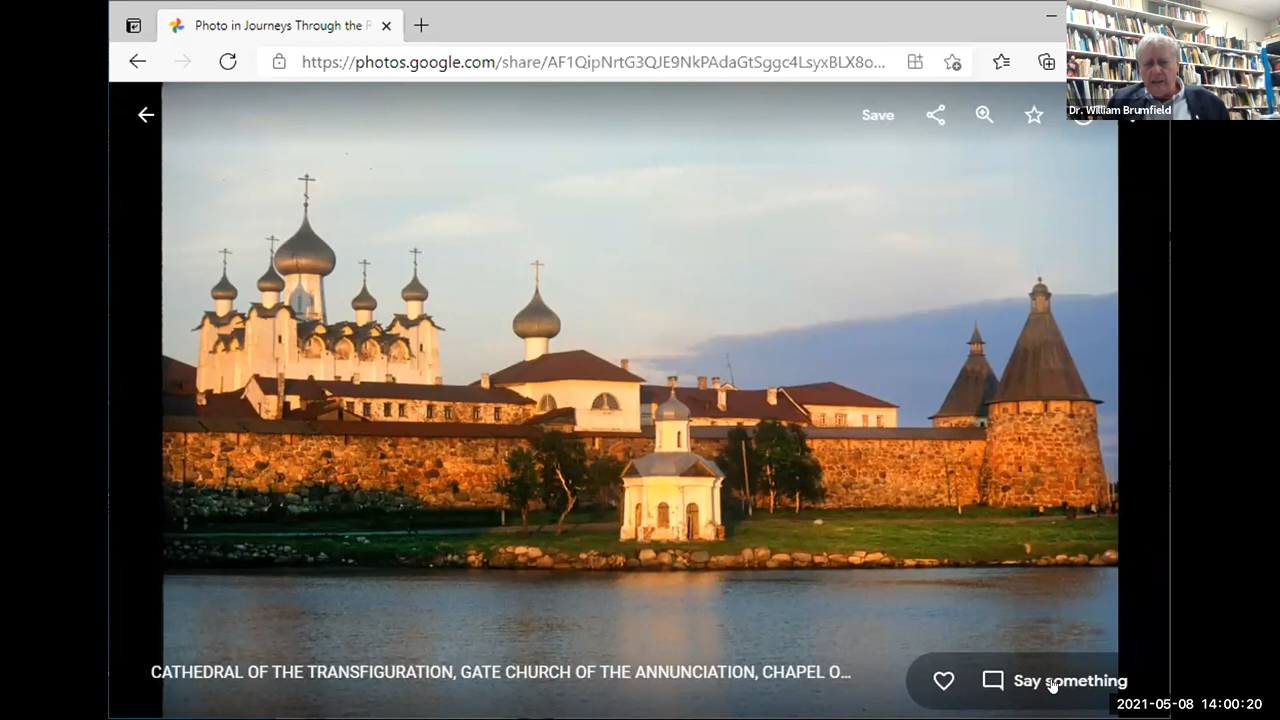 Photo in Journeys Through the R
https://photos.google.com/share/AF1QipNrtG3QJE9NkPAdaGtSggc4LsyxBLX8o...
Dr. William Brumfield
Save
CATHEDRAL OF THE TRANSFIGURATION, GATE CHURCH OF THE ANNUNCIATION, CHAPEL O...
Say something
2021-05-08 14:00:20